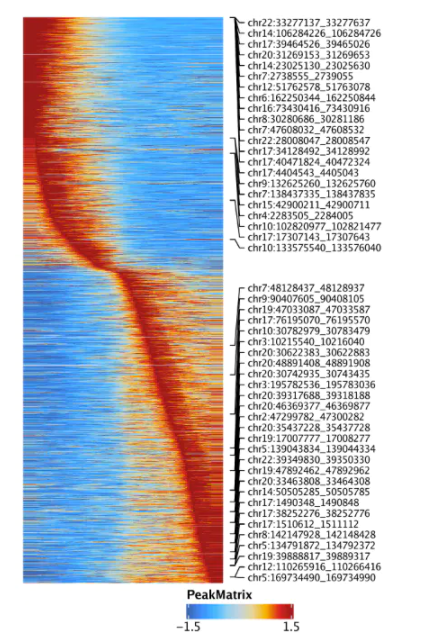 chr22:33277137_33277637
chr14:106284226_106284726
chr17:39464526_39465026
chr20:31269153_31269653
chr14:23025130_23025630
chr7:2738555_2739055
chr12:51762578_51763078
chr6:162250344_162250844
chr16:73430416_73430916
chr8:30280686_30281186
chr7:47608032_47608532
chr22:28008047_28008547
chr17:34128492_34128992
chr17:40471824_40472324
chr17:4404543_4405043
chr9:132625260_132625760
chr7:138437335_138437835
chr15:42900211_42900711
chr4:2283505_2284005
chr10:102820977_102821477
chr17:17307143_17307643
chr10:133575540_133576040
chr7:48128437_48128937
chr9:90407605_90408105
chr19:47033087_47033587
chr17:76195070_76195570
chr10:30782979_30783479
chr3:10215540_10216040
chr20:30622383_30622883
chr20:48891408_48891908
chr20:30742935_30743435
chr3:195782536_195783036
chr20:39317688_39318188
chr20:46369377_46369877
chr2:47299782_47300282
chr20:35437228_35437728
chr19:17007777_17008277
chr5:139043834_139044334
chr22:39349830_39350330
chr19:47892462_47892962
chr20:33463808_33464308
chr14:50505285_50505785
chr17:1490348_1490848
chr17:38252276_38252776
chr17:1510612_1511112
chr8:142147928_142148428
chr5:134791872_134792372
chr19:39888817_39889317
chr12:110265916_110266416
chr5:169734490_169734990
PeakMatrix
−1.5 1.5